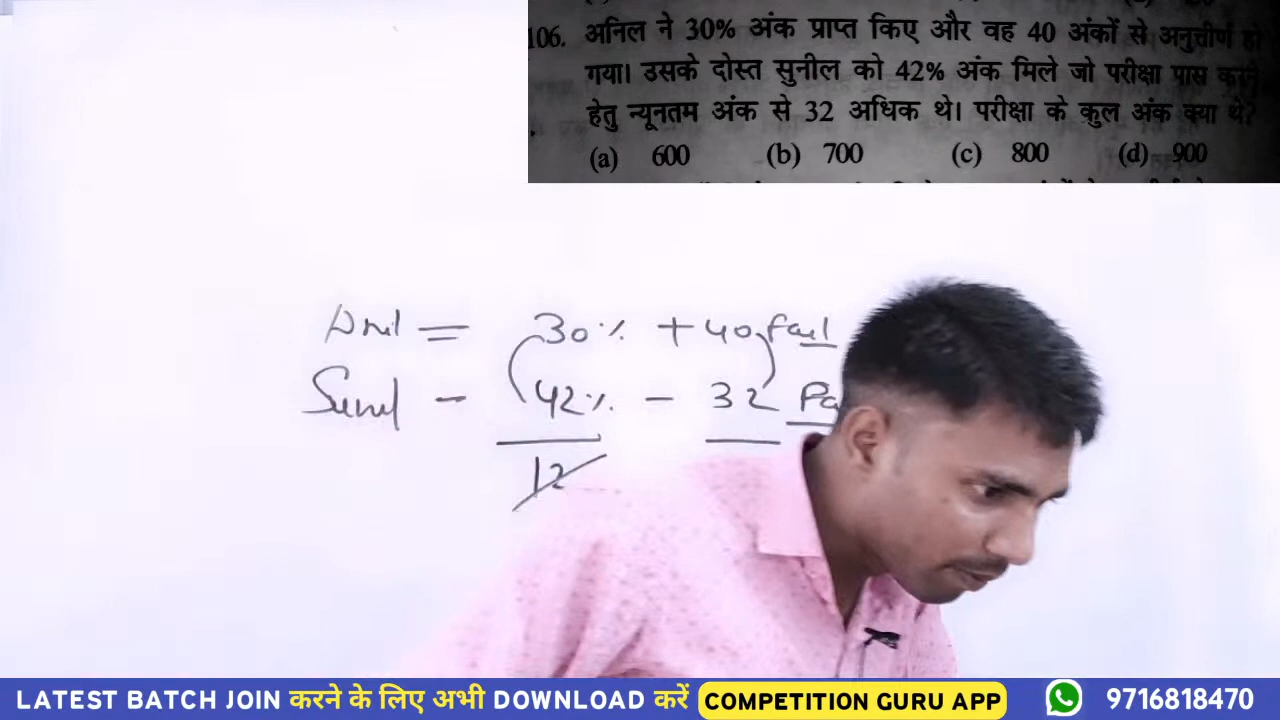 106. अनिल ने 30% अंक प्राप्त किए और वह 40 अंकों से अनुत्तीर्ण हो
गया। उसके दोस्त सुनील को 42% अंक मिले जो परीक्षा पास करने
हेतु न्यूनतम अंक से 32 अधिक थे। परीक्षा के कुल अंक क्या थे?
(a) 600 (b) 700 (c) 800 (d) 900
Anil = 30% + 40 fail
Sunil - 42% - 32
12
LATEST BATCH JOIN करने के लिए अभी DOWNLOAD करें COMPETITION GURU APP 9716818470